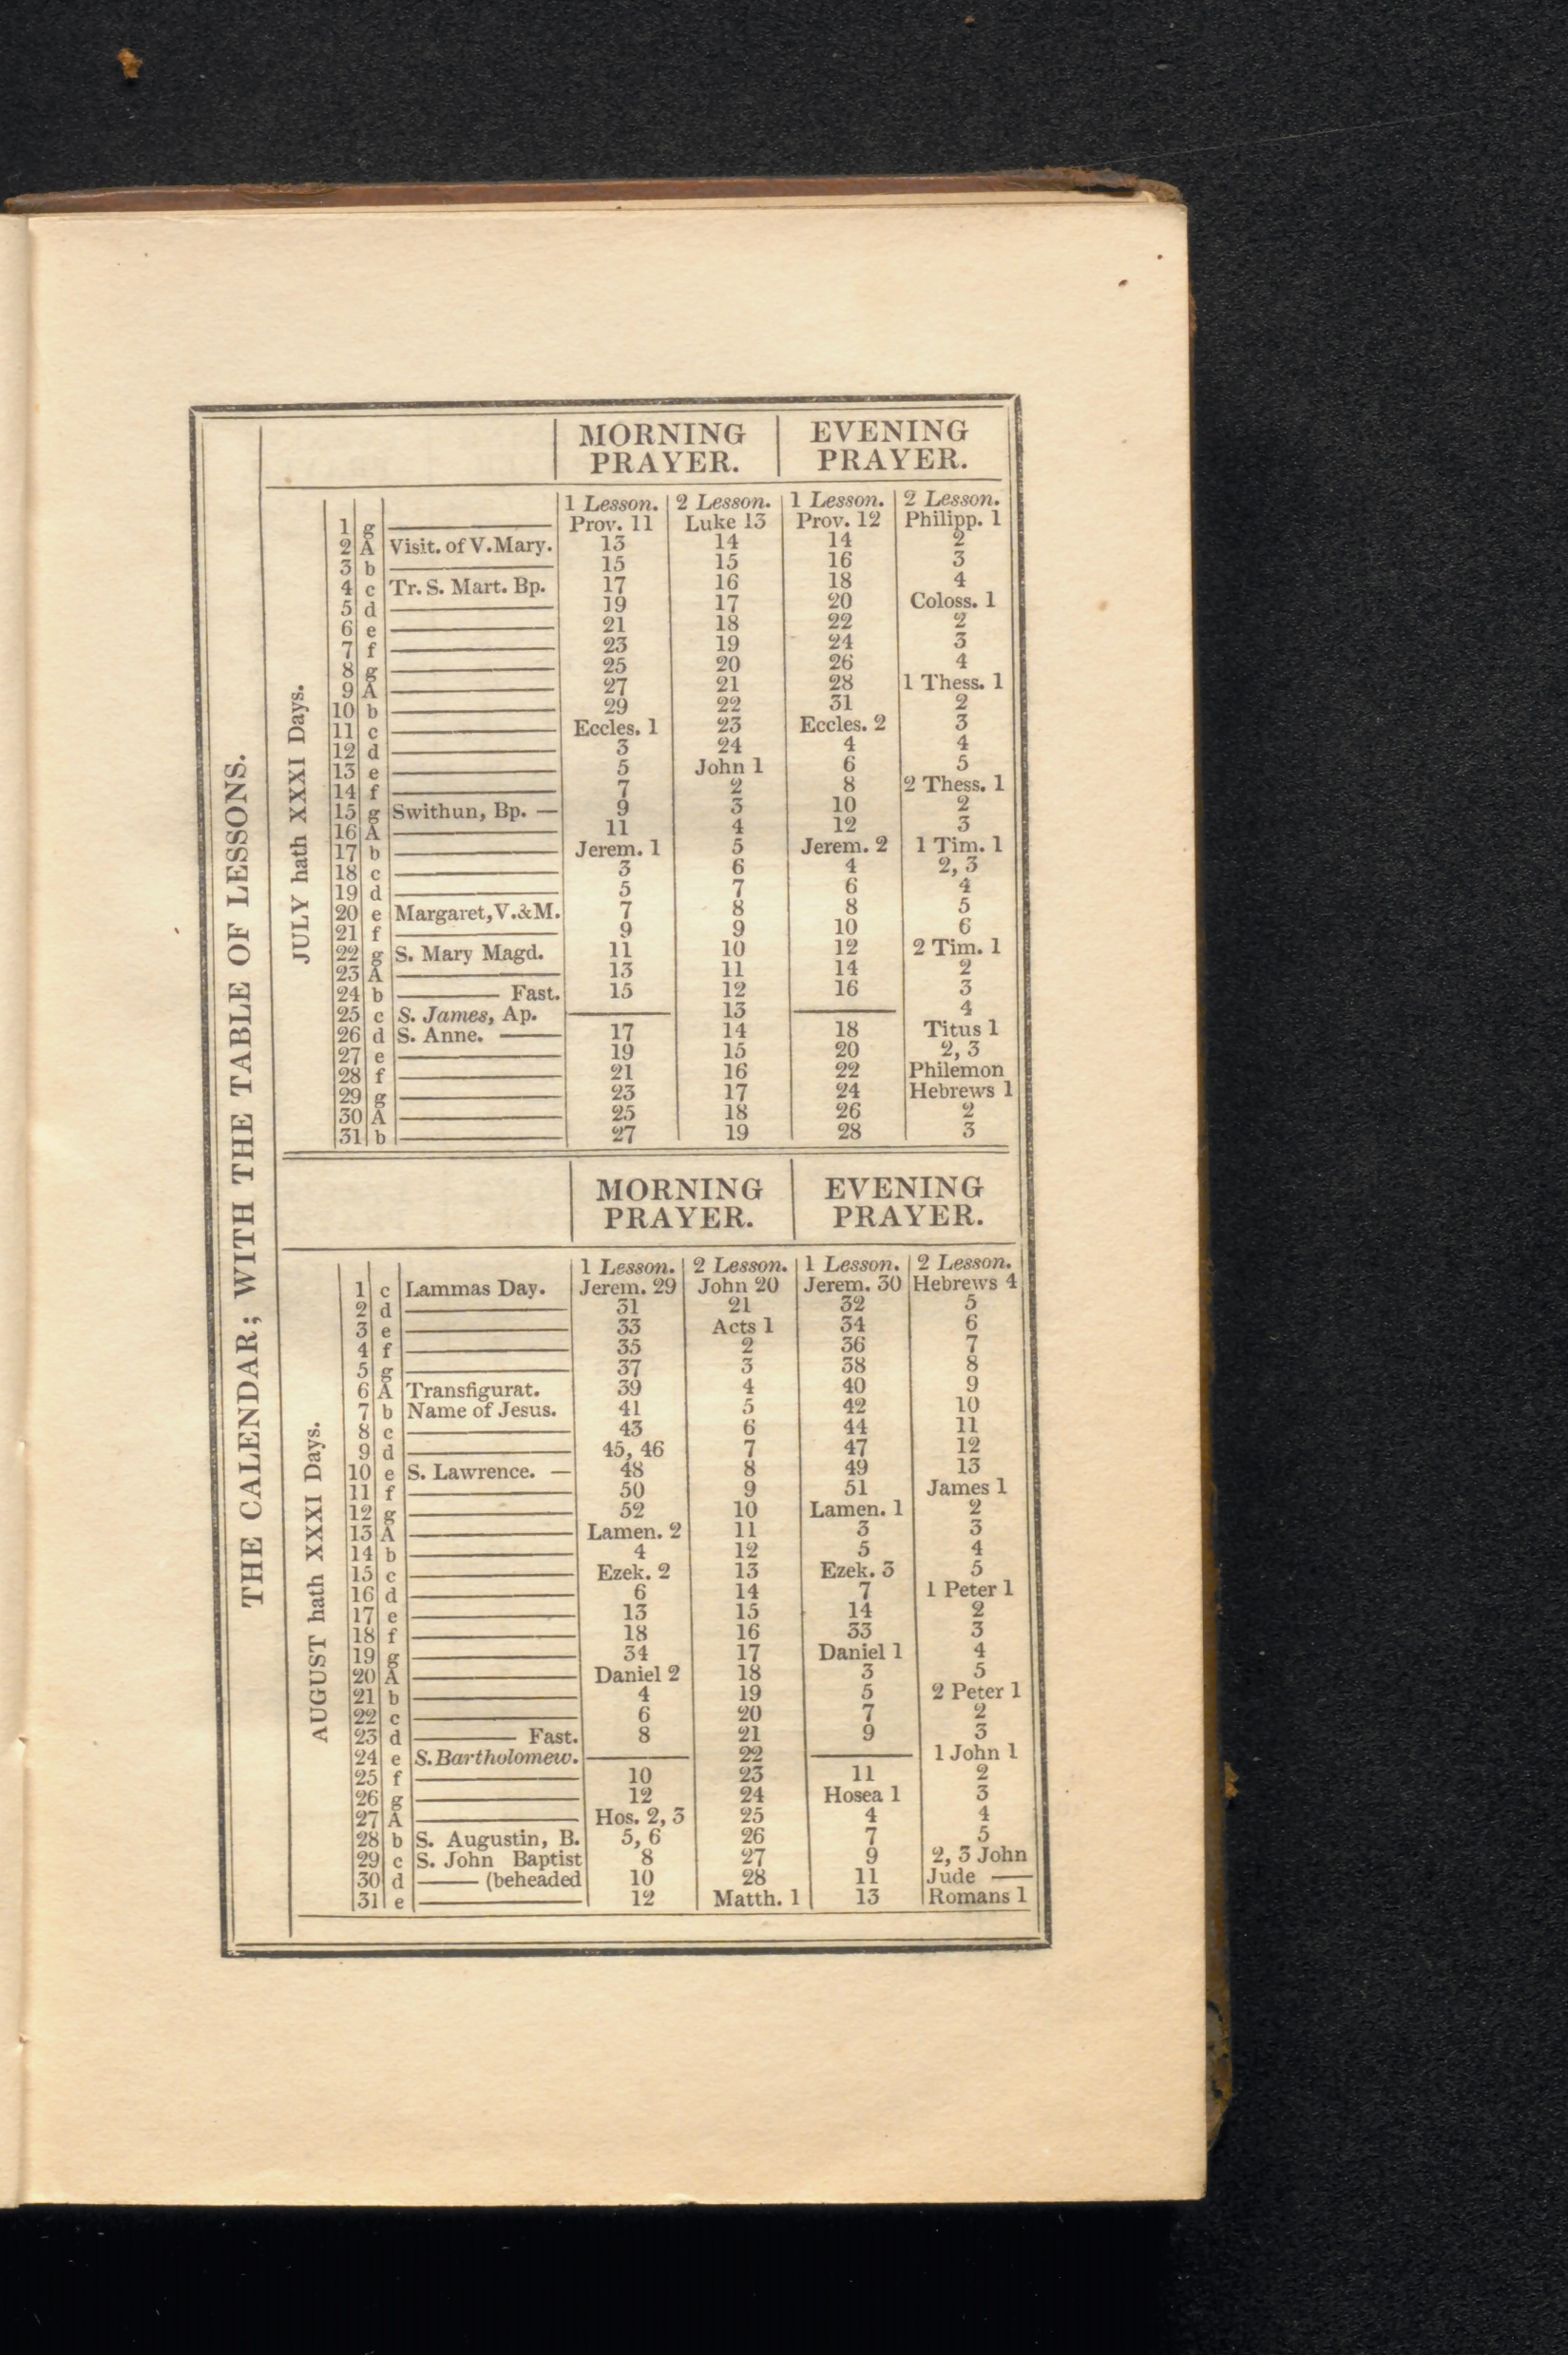 THE CALENDAR; WITH THE TABLE OF LESSONS.
JULY hath XXXI Days.
MORNING PRAYER. EVENING PRAYER.
1 Lesson. 2 Lesson. 1 Lesson. 2 Lesson.
1 g Prov. 11 Luke 13 Prov. 12 Philipp. 1
2 A Visit. of V. Mary. 13 14 14 2
3 b 15 15 16 3
4 c Tr. S. Mart. Bp. 17 16 18 4
5 d 19 17 20 Coloss. 1
6 e 21 18 22 2
7 f 23 19 24 3
8 g 25 20 26 4
9 A 27 21 28 1 Thess. 1
10 b 29 22 31 2
11 c Eccles. 1 23 Eccles. 2 3
12 d 3 24 4 4
13 e 5 John 1 6 5
14 f 7 2 8 2 Thess. 1
15 g Swithun, Bp. — 9 3 10 2
16 A 11 4 12 3
17 b Jerem. 1 5 Jerem. 2 1 Tim. 1
18 c 3 6 4 2, 3
19 d 5 7 6 4
20 e Margaret, V.&M. 7 8 8 5
21 f 9 9 10 6
22 g S. Mary Magd. 11 10 12 2 Tim. 1
23 A 13 11 14 2
24 b — Fast. 15 12 16 3
25 c S. James, Ap. — 13 — 4
26 d S. Anne. — 17 14 18 Titus 1
27 e 19 15 20 2, 3
28 f 21 16 22 Philemon
29 g 23 17 24 Hebrews 1
30 A 25 18 26 2
31 b 27 19 28 3
AUGUST hath XXXI Days.
MORNING PRAYER. EVENING PRAYER.
1 Lesson. 2 Lesson. 1 Lesson. 2 Lesson.
1 c Lammas Day. Jerem. 29 John 20 Jerem. 30 Hebrews 4
2 d 31 21 32 5
3 e 33 Acts 1 34 6
4 f 35 2 36 7
5 g 37 3 38 8
6 A Transfigurat. 39 4 40 9
7 b Name of Jesus. 41 5 42 10
8 c 43 6 44 11
9 d 45, 46 7 47 12
10 e S. Lawrence. — 48 8 49 13
11 f 50 9 51 James 1
12 g 52 10 Lamen. 1 2
13 A Lamen. 2 11 3 3
14 b 4 12 5 4
15 c Ezek. 2 13 Ezek. 3 5
16 d 6 14 7 1 Peter 1
17 e 13 15 14 2
18 f 18 16 33 3
19 g 34 17 Daniel 1 4
20 A Daniel 2 18 3 5
21 b 4 19 5 2 Peter 1
22 c 6 20 7 2
23 d — Fast. 8 21 9 3
24 e S. Bartholomew. — 22 — 1 John 1
25 f 10 23 11 2
26 g 12 24 Hosea 1 3
27 A Hos. 2, 3 25 4 4
28 b S. Augustin, B. 5, 6 26 7 5
29 c S. John Baptist 8 27 9 2, 3 John
30 d — (beheaded 10 28 11 Jude —
31 e 12 Matth. 1 13 Romans 1